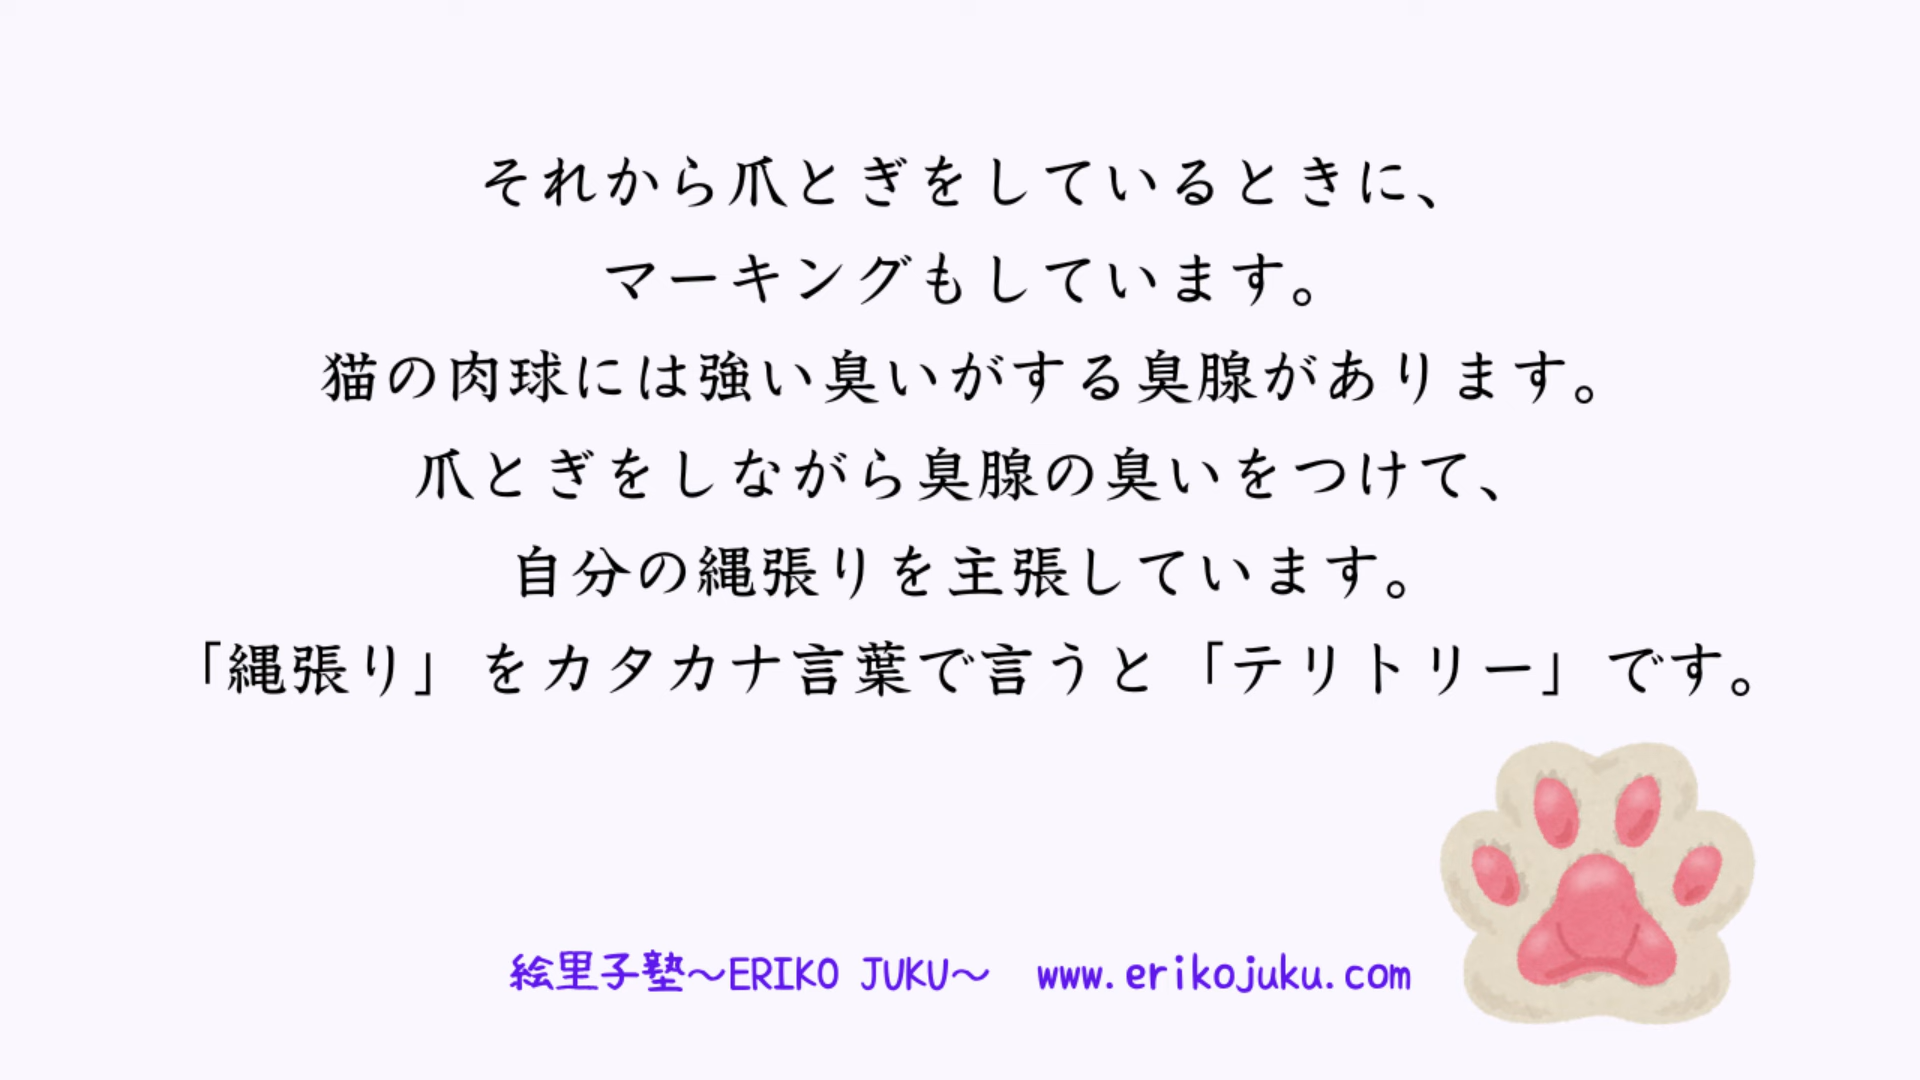 それから爪とぎをしているときに、
マーキングもしています。
猫の肉球には強い臭いがする臭腺があります。
爪とぎをしながら臭腺の臭いをつけて、
自分の縄張りを主張しています。
「縄張り」をカタカナ言葉で言うと「テリトリー」です。
絵里子塾～ERIKO JUKU～　www.erikojuku.com